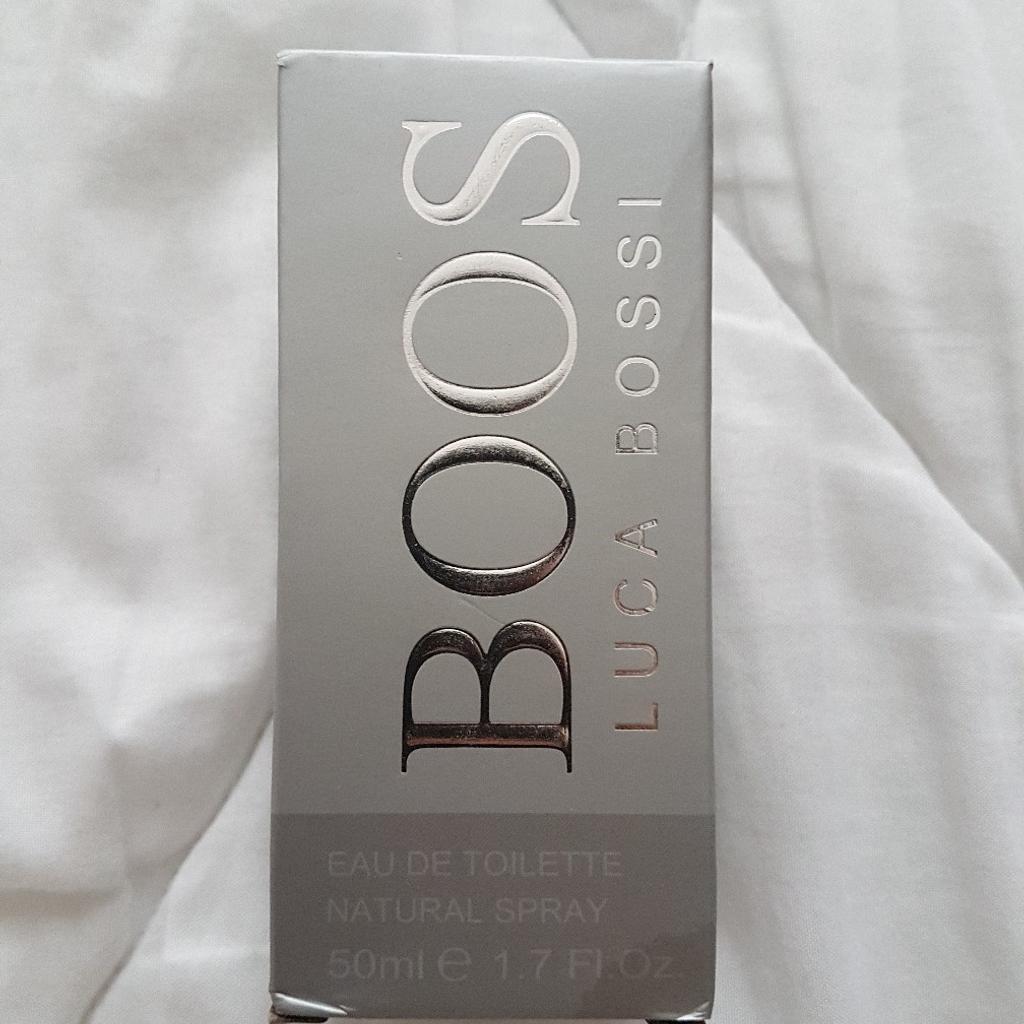 BOOS
LUCA BOSSI
EAU DE TOILETTE
NATURAL SPRAY
50ml e 1.7 Fl.Oz.